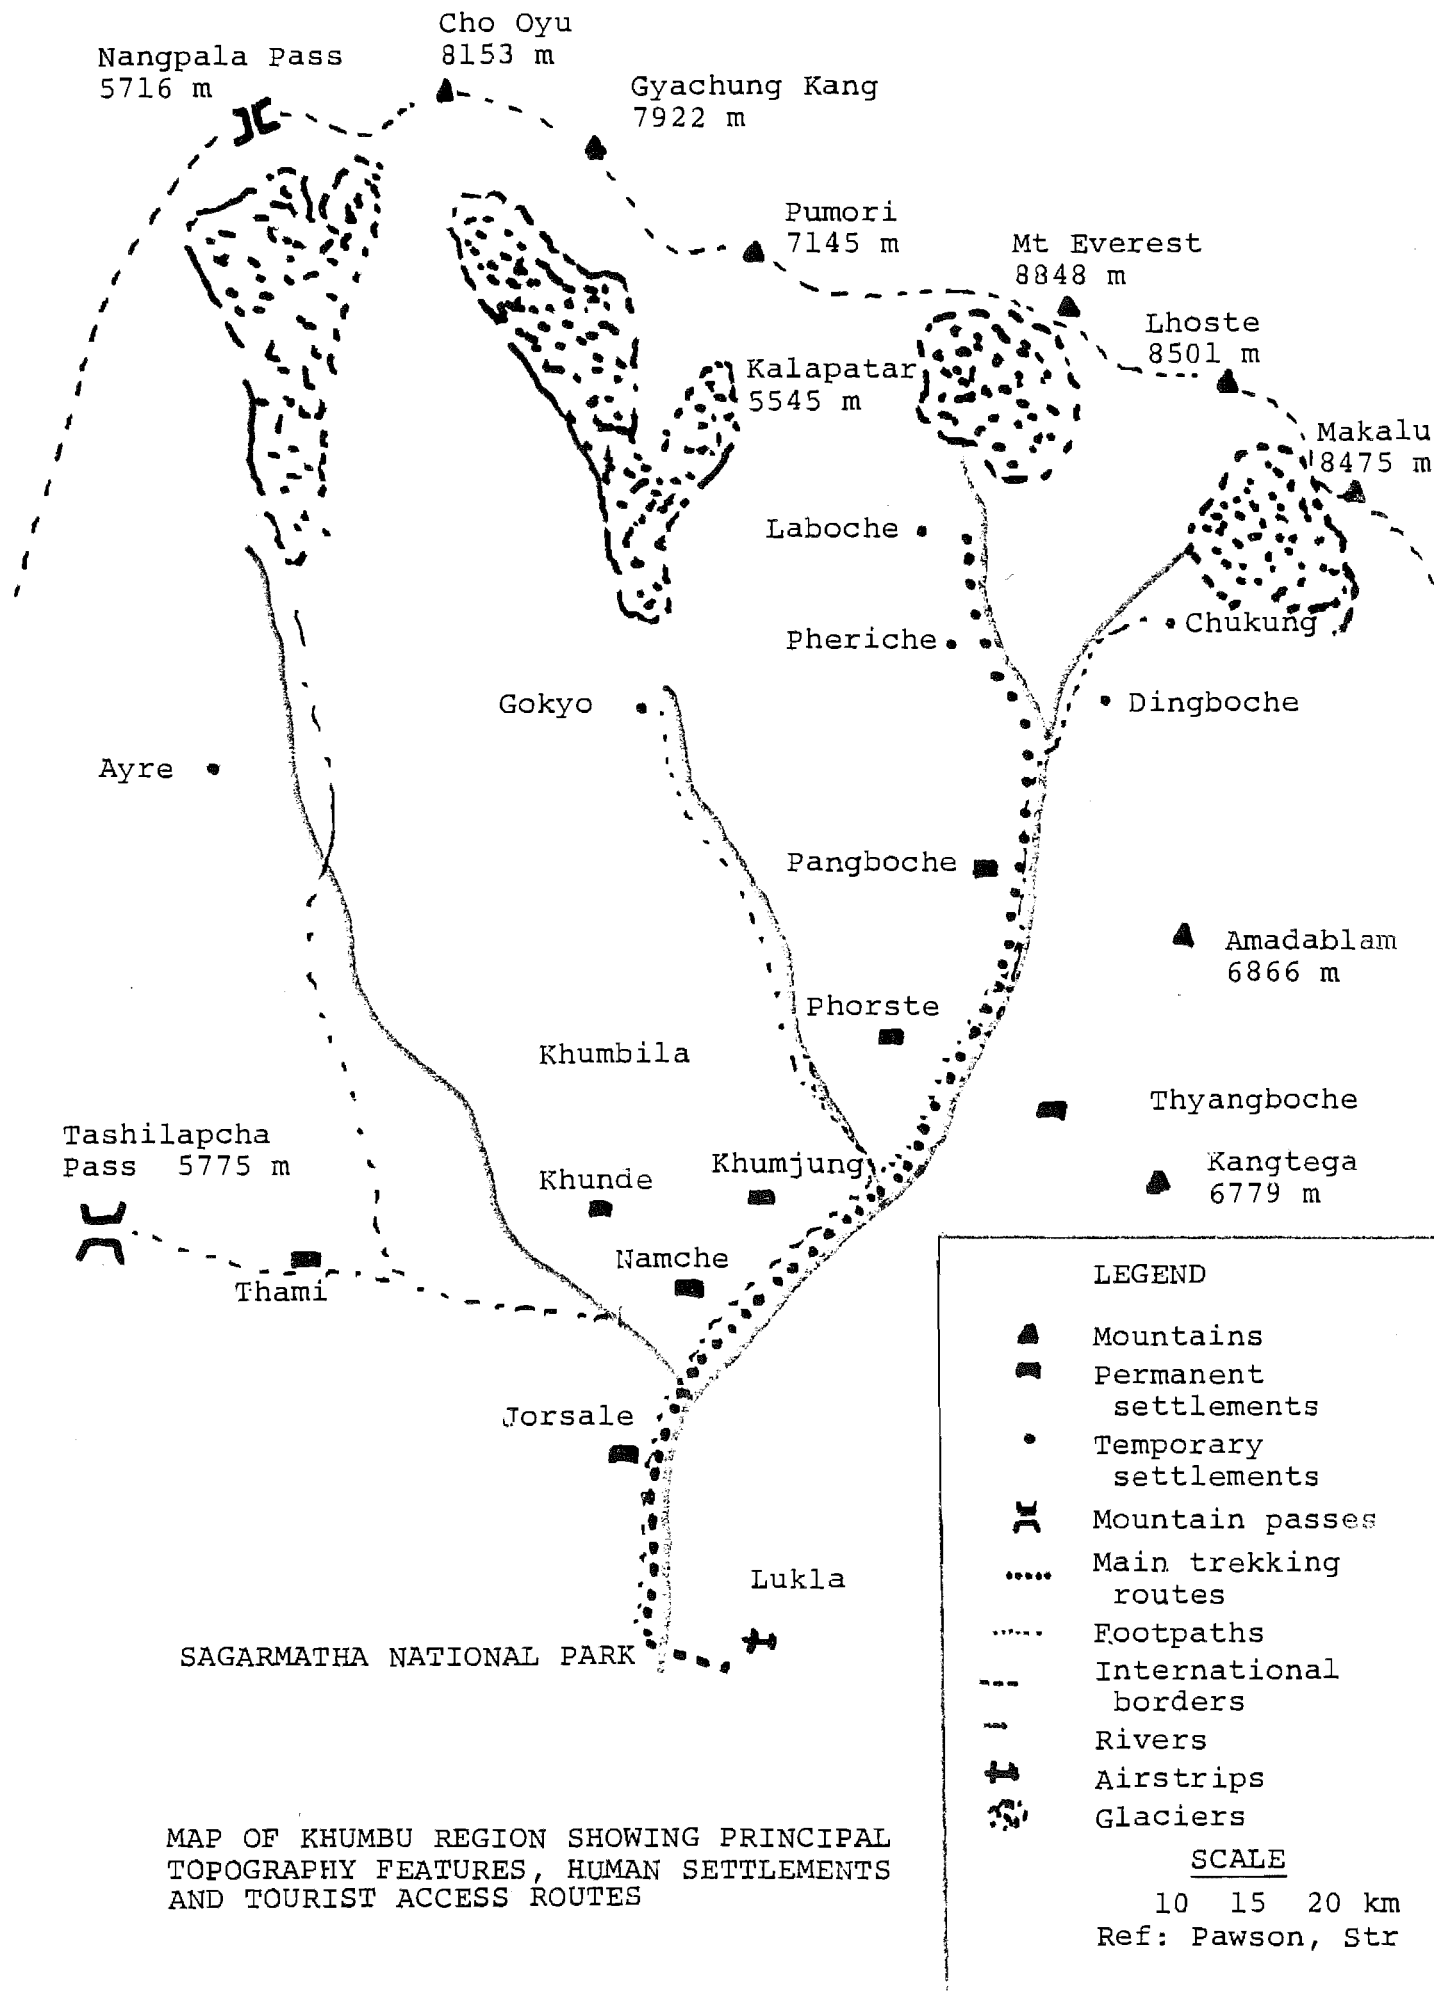 Cho Oyu
8153 m
Nangpala Pass
5716 m
Gyachung Kang
7922 m
Pumori
7145 m
Mt Everest
8848 m
Lhoste
8501 m
Kalapatar
5545 m
Makalu
8475 m
Laboche
Pheriche
Chukung
Gokyo
Dingboche
Ayre
Pangboche
Amadablam
6866 m
Phorste
Khumbila
Thyangboche
Tashilapcha
Pass 5775 m
Khunde
Khumjung
Kangtega
6779 m
Namche
Thami
Jorsale
Lukla
SAGARMATHA NATIONAL PARK
LEGEND
Mountains
Permanent
settlements
Temporary
settlements
Mountain passes
Main trekking
routes
Footpaths
International
borders
Rivers
Airstrips
Glaciers
SCALE
10 15 20 km
Ref: Pawson, Str
MAP OF KHUMBU REGION SHOWING PRINCIPAL
TOPOGRAPHY FEATURES, HUMAN SETTLEMENTS
AND TOURIST ACCESS ROUTES